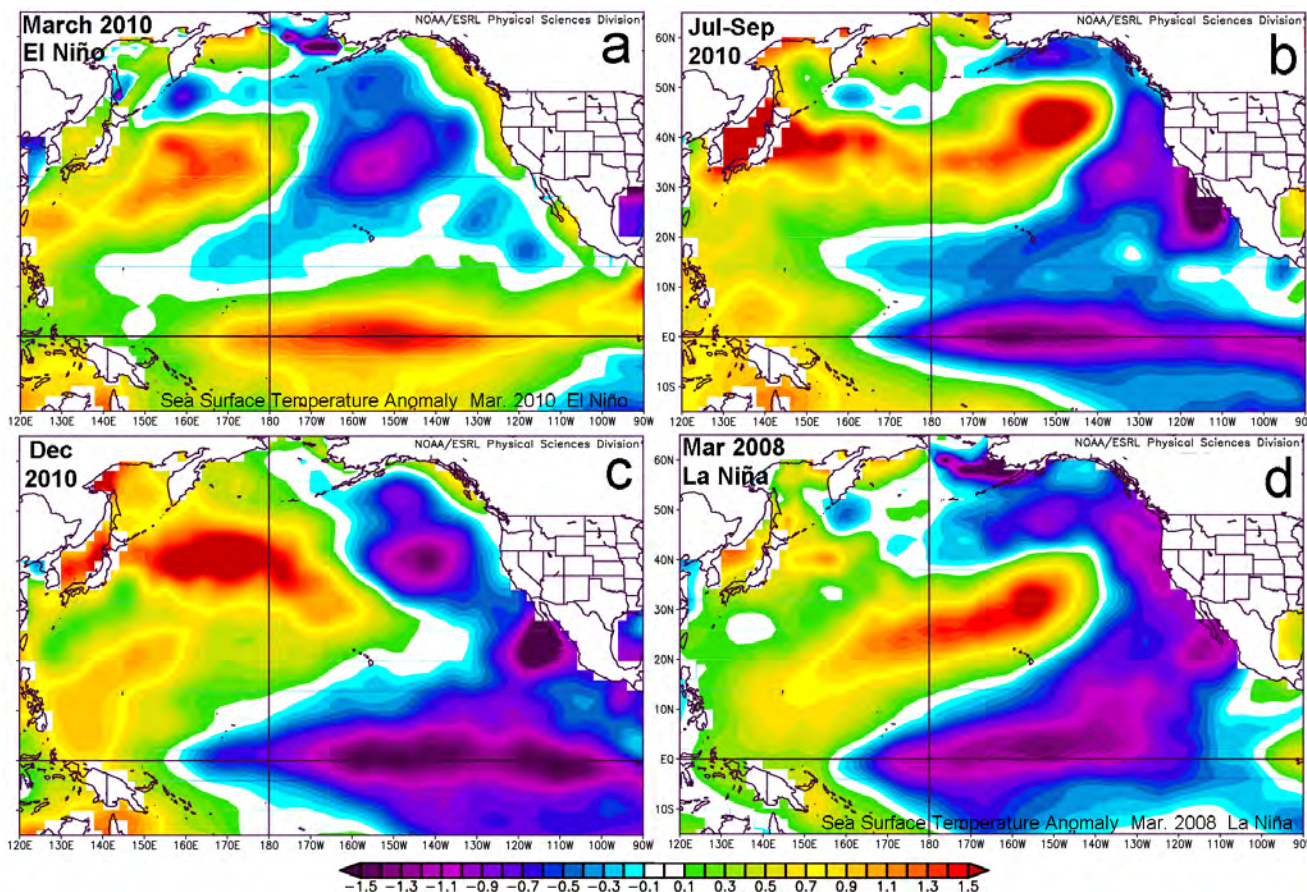 March 2010
El Niño
NOAA/ESRL Physical Sciences Division
a
Sea Surface Temperature Anomaly Mar. 2010 El Niño
120E 130E 140E 150E 160E 170E 180 170W 160W 150W 140W 130W 120W 110W 100W 90W
Jul-Sep
2010
NOAA/ESRL Physical Sciences Division
b
60N
50N
40N
30N
20N
10N
EQ
10S
120E 130E 140E 150E 160E 170E 180 170W 160W 150W 140W 130W 120W 110W 100W 90W
Dec
2010
NOAA/ESRL Physical Sciences Division
c
120E 130E 140E 150E 160E 170E 180 170W 160W 150W 140W 130W 120W 110W 100W 90W
Mar 2008
La Niña
NOAA/ESRL Physical Sciences Division
d
60N
50N
40N
30N
20N
10N
EQ
10S
Sea Surface Temperature Anomaly Mar. 2008 La Niña
120E 130E 140E 150E 160E 170E 180 170W 160W 150W 140W 130W 120W 110W 100W 90W
-1.5 -1.3 -1.1 -0.9 -0.7 -0.5 -0.3 -0.1 0.1 0.3 0.5 0.7 0.9 1.1 1.3 1.5